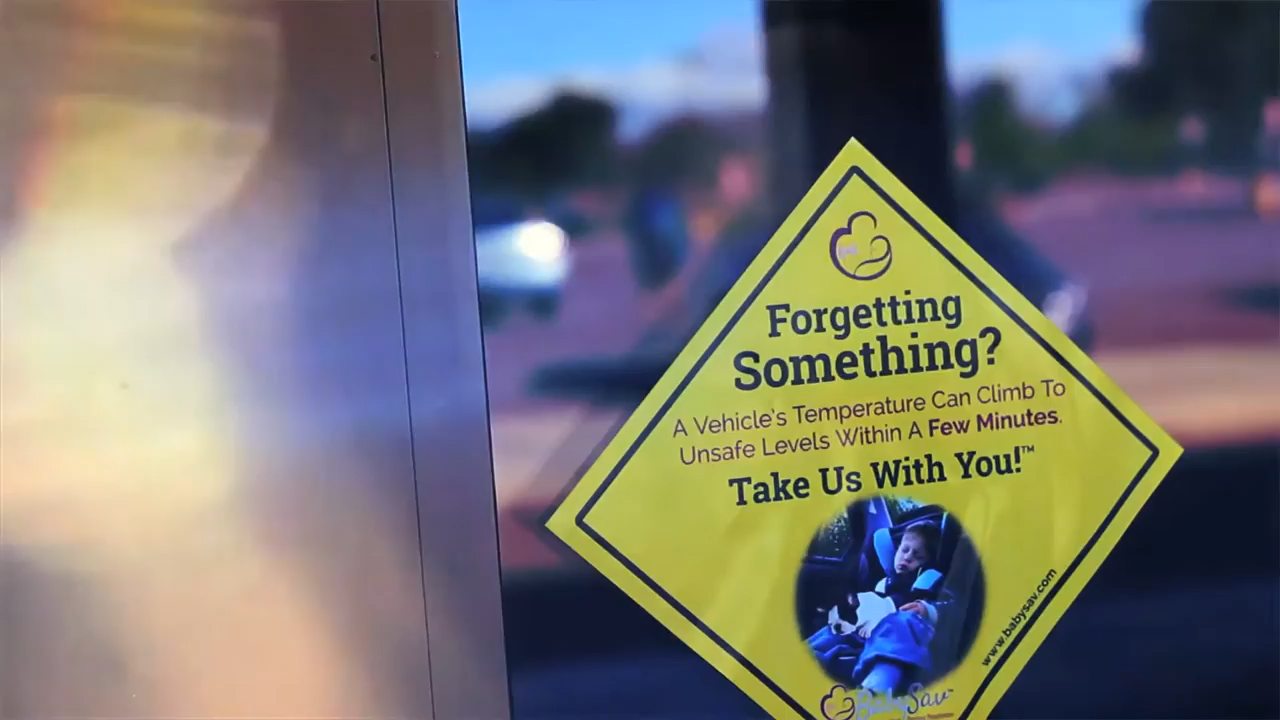 Forgetting
Something?
A Vehicle's Temperature Can Climb To
Unsafe Levels Within A Few Minutes.
Take Us With You!™
www.babysav.com
BabySav™